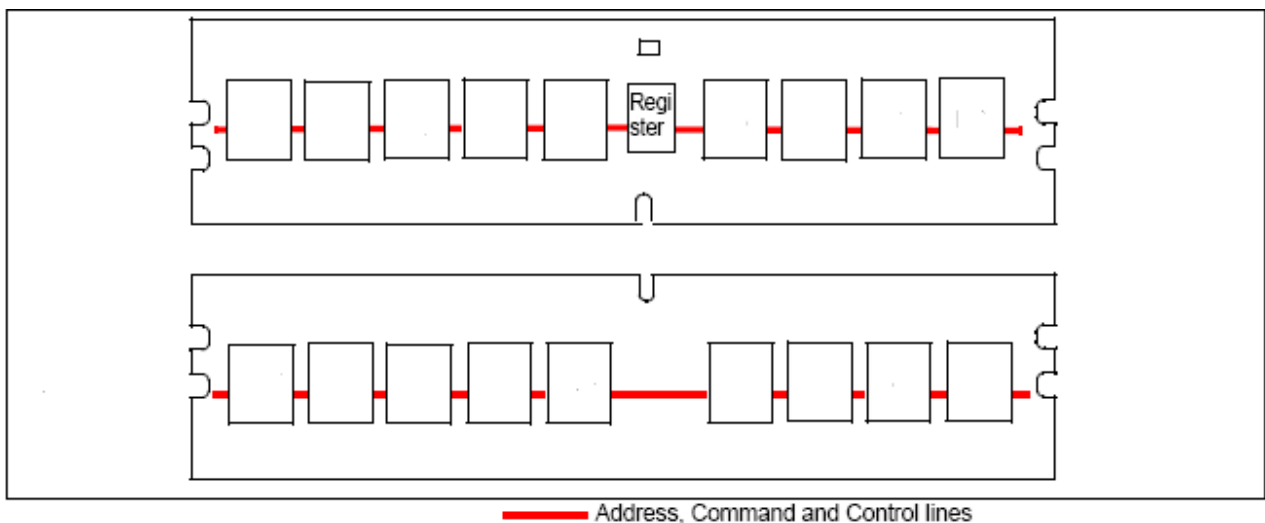 Regi
ster
Address, Command and Control lines